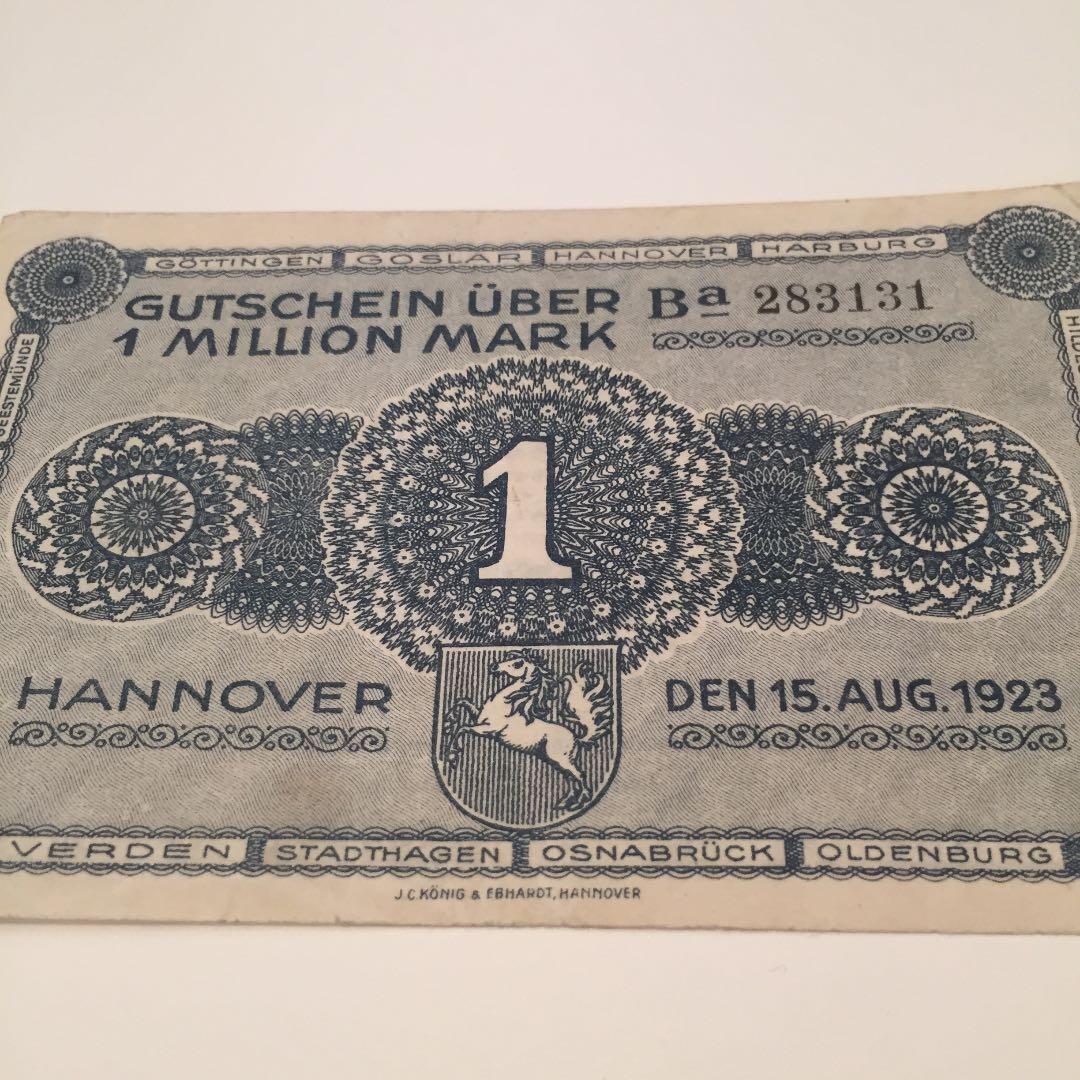 GÖTTINGEN GOSLAR HANNOVER HARBURG
GUTSCHEIN ÜBER
1 MILLION MARK
Ba 283131
GEESTEMÜNDE
1
HANNOVER
DEN 15. AUG. 1923
VERDEN STADTHAGEN OSNABRÜCK OLDENBURG
J.C. KÖNIG & EBHARDT, HANNOVER